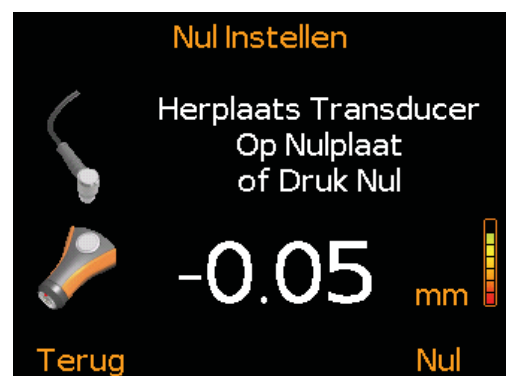 Nul Instellen
Herplaats Transducer
Op Nulplaat
of Druk Nul
-0.05 mm
Terug Nul